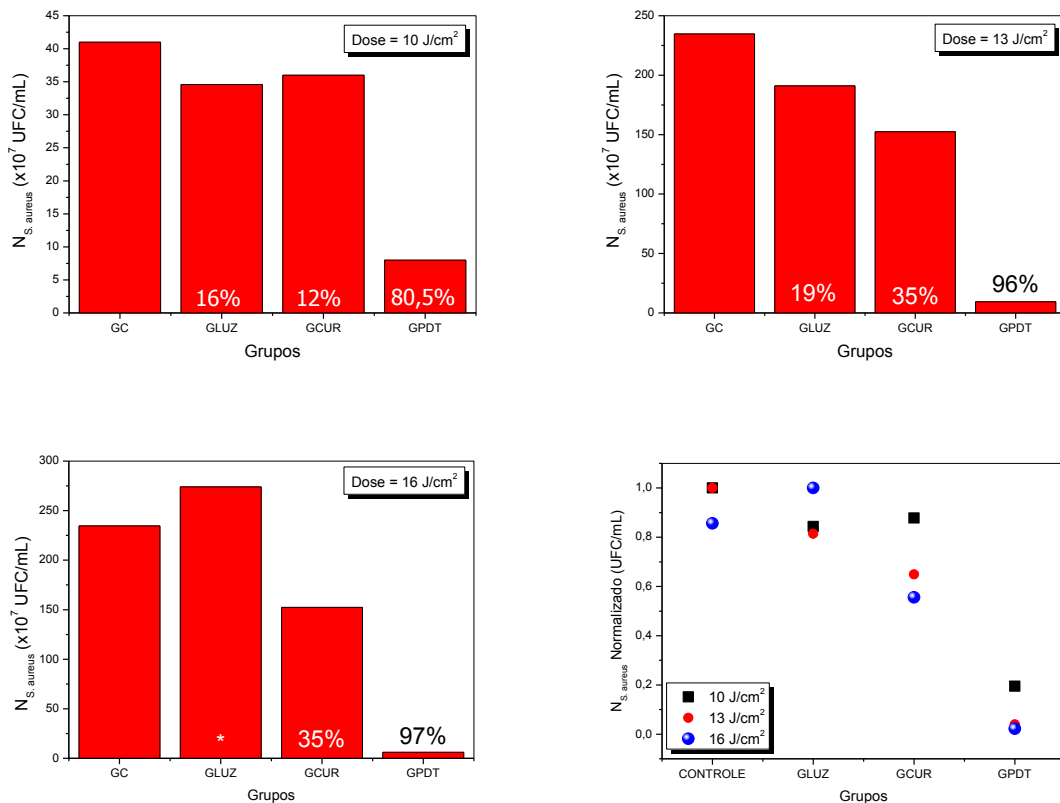 Dose = 10 J/cm²
N S. aureus (x10⁷ UFC/mL)
45
40
35
30
25
20
15
10
5
0
16%
12%
80,5%
GC GLUZ GCUR GPDT
Grupos
Dose = 13 J/cm²
N S. aureus (x10⁷ UFC/mL)
250
200
150
100
50
0
19%
35%
96%
GC GLUZ GCUR GPDT
Grupos
Dose = 16 J/cm²
N S. aureus (x10⁷ UFC/mL)
300
250
200
150
100
50
0
*
35%
97%
GC GLUZ GCUR GPDT
Grupos
N S. aureus Normalizado (UFC/mL)
1,0
0,8
0,6
0,4
0,2
0,0
10 J/cm²
13 J/cm²
16 J/cm²
CONTROLE GLUZ GCUR GPDT
Grupos